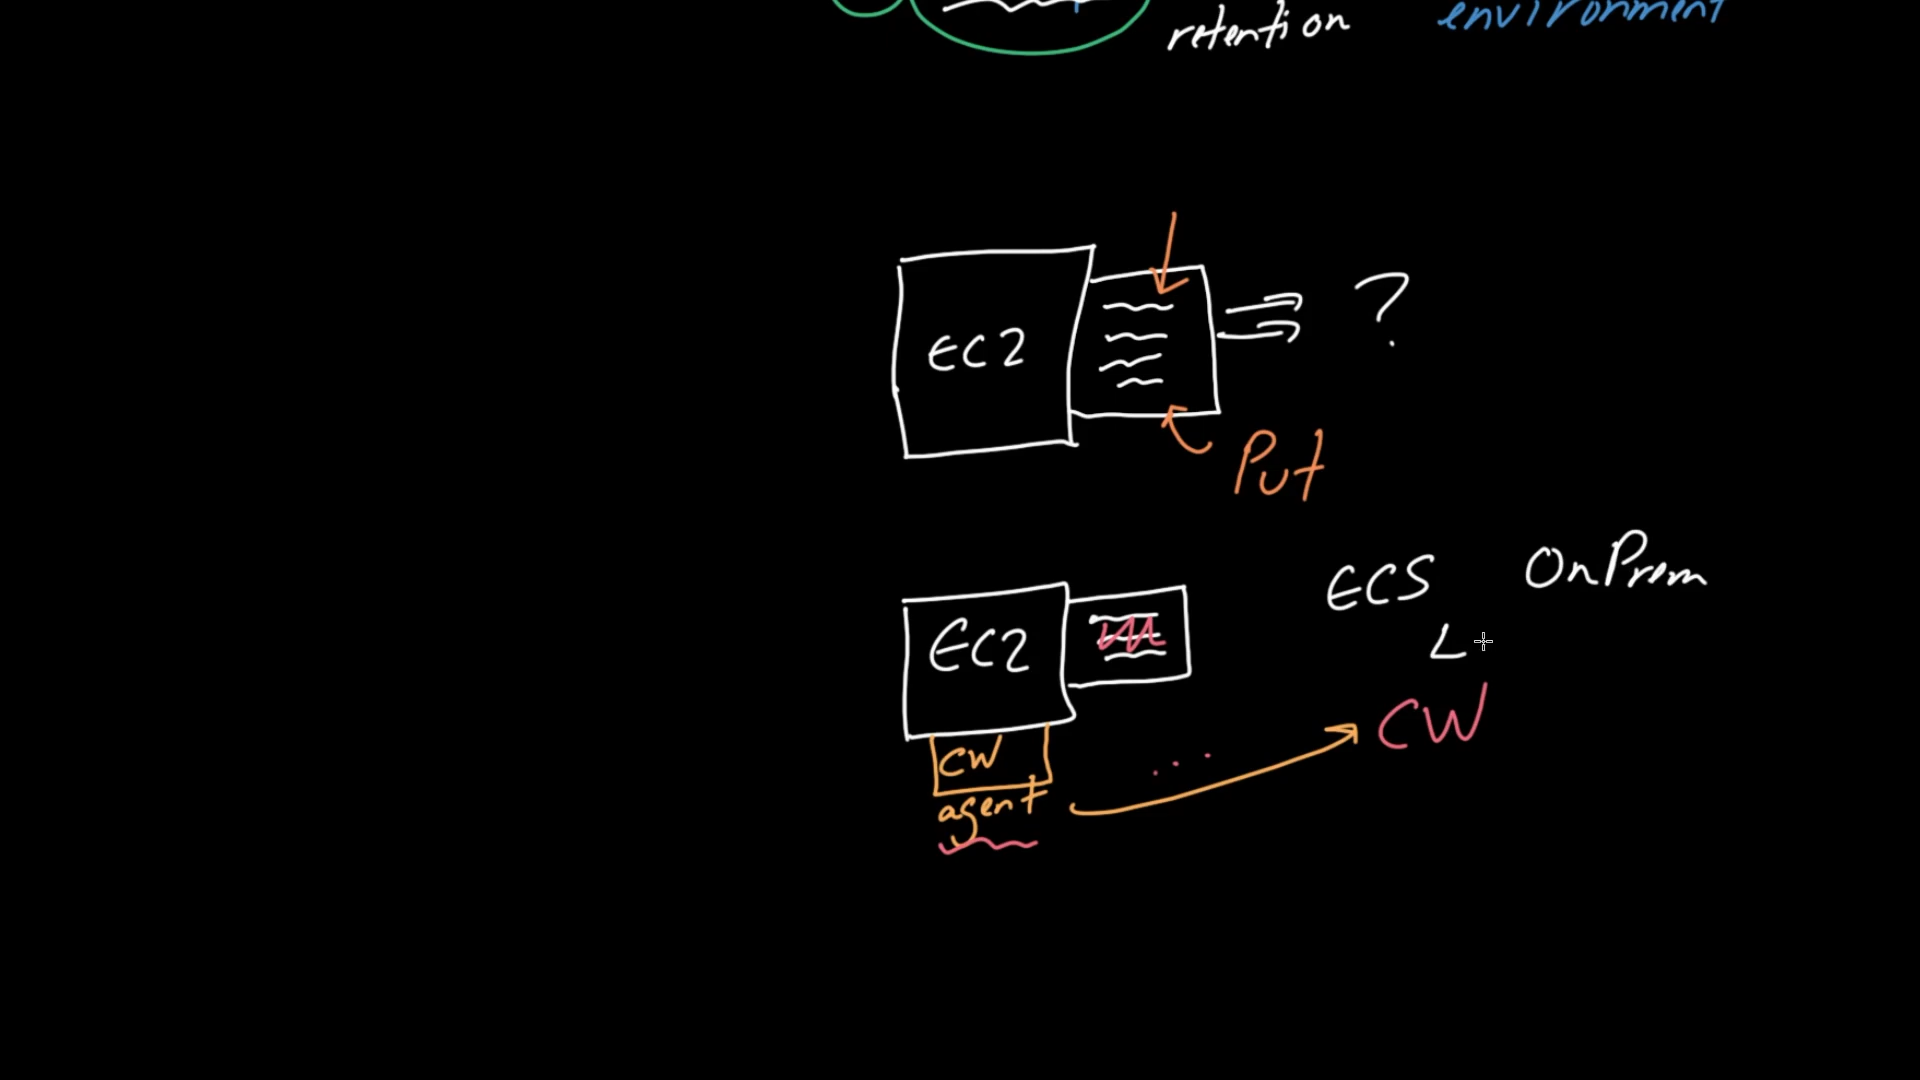 retention environment
EC2 ?
Put
ECS OnPrem
EC2 L
CW CW
agent ...